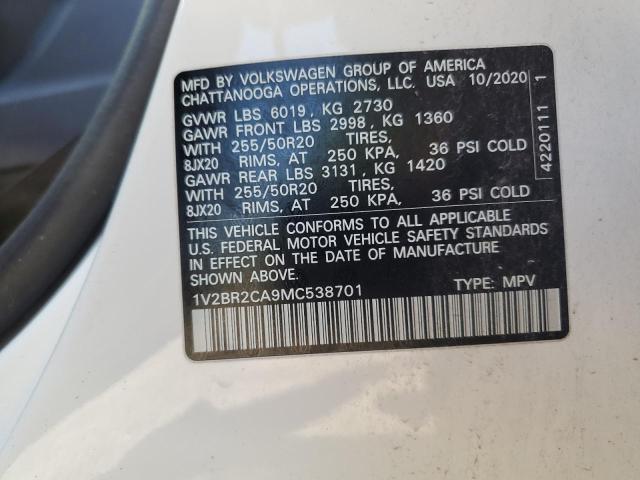 MFD BY VOLKSWAGEN GROUP OF AMERICA
CHATTANOOGA OPERATIONS, LLC. USA 10/2020
GVWR LBS 6019, KG 2730
GAWR FRONT LBS 2998, KG 1360
WITH 255/50R20 TIRES,
8JX20 RIMS, AT 250 KPA, 36 PSI COLD
GAWR REAR LBS 3131, KG 1420
WITH 255/50R20 TIRES,
8JX20 RIMS, AT 250 KPA, 36 PSI COLD
THIS VEHICLE CONFORMS TO ALL APPLICABLE
U.S. FEDERAL MOTOR VEHICLE SAFETY STANDARDS
IN EFFECT ON THE DATE OF MANUFACTURE
SHOWN ABOVE.
1V2BR2CA9MC538701 TYPE: MPV
4220111 1